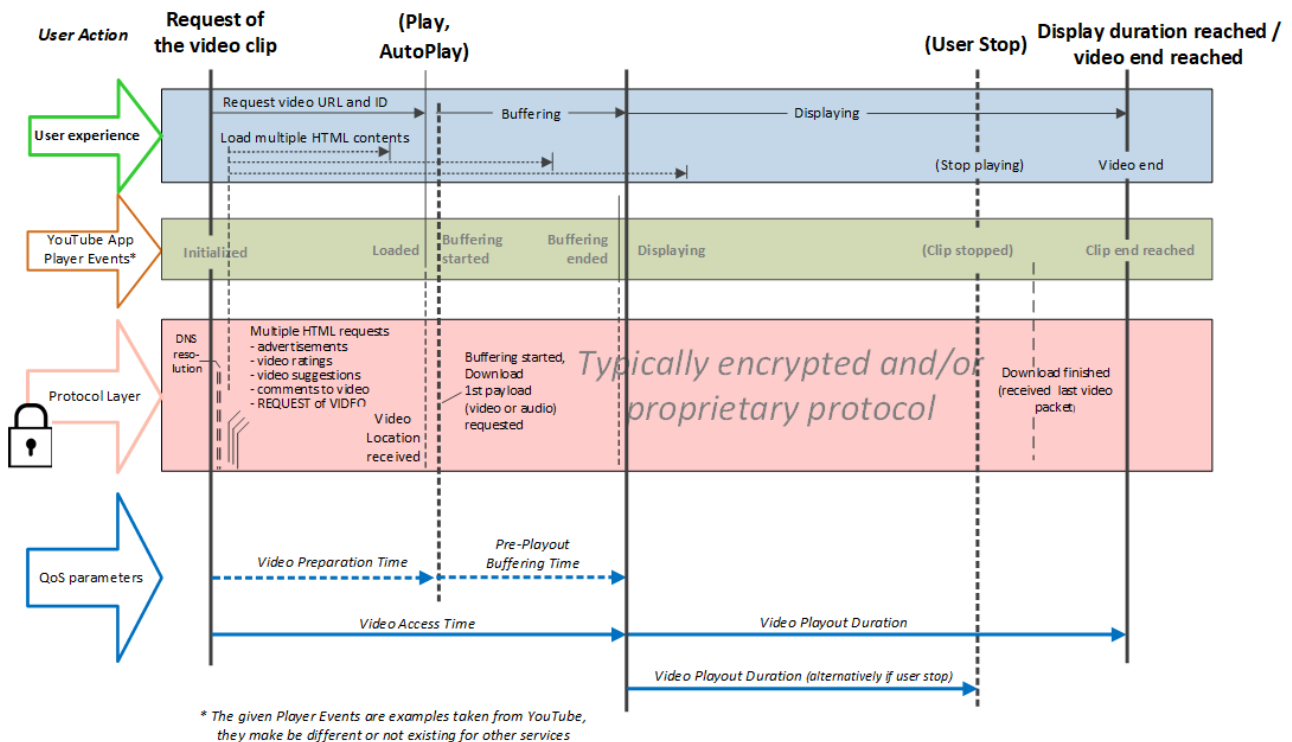 User Action
Request of
the video clip
(Play,
AutoPlay)
(User Stop)
Display duration reached /
video end reached
User experience
Request video URL and ID
Buffering
Displaying
Load multiple HTML contents
(Stop playing)
Video end
YouTube App
Player Events*
Initialized
Loaded
Buffering
started
Buffering
ended
Displaying
(Clip stopped)
Clip end reached
Protocol Layer
DNS
reso-
lution
Multiple HTML requests
- advertisements
- video ratings
- video suggestions
- comments to video
- REQUEST of VIDEO
Video
Location
received
Buffering started,
Download
1st payload
(video or audio)
requested
Typically encrypted and/or
proprietary protocol
Download finished
(received last video
packet)
QoS parameters
Video Preparation Time
Pre-Playout
Buffering Time
Video Access Time
Video Playout Duration
Video Playout Duration (alternatively if user stop)
* The given Player Events are examples taken from YouTube,
they make be different or not existing for other services